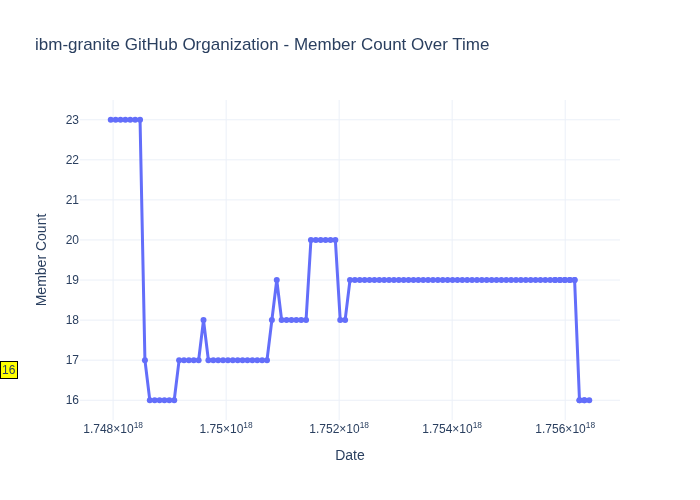 ibm-granite GitHub Organization - Member Count Over Time
23
22
21
20
19
18
17
16
Member Count
16
1.748×10¹⁸ 1.75×10¹⁸ 1.752×10¹⁸ 1.754×10¹⁸ 1.756×10¹⁸
Date